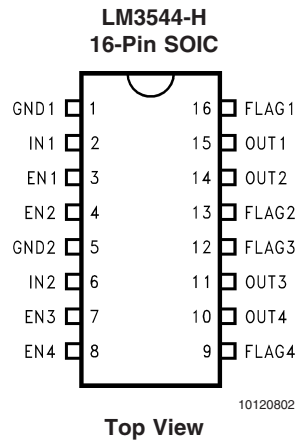 LM3544-H
16-Pin SOIC
GND1 1 16 FLAG1
IN1 2 15 OUT1
EN1 3 14 OUT2
EN2 4 13 FLAG2
GND2 5 12 FLAG3
IN2 6 11 OUT3
EN3 7 10 OUT4
EN4 8 9 FLAG4
10120802
Top View